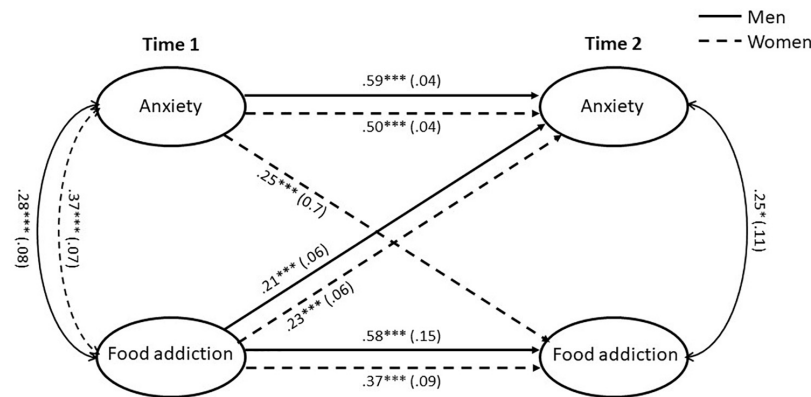 Men
Women
Time 1
Time 2
Anxiety
.59*** (.04)
.50*** (.04)
Anxiety
.25*** (0.7)
.28*** (.08)
.37*** (.07)
.25* (.11)
.21*** (.06)
.23*** (.06)
Food addiction
.58*** (.15)
.37*** (.09)
Food addiction